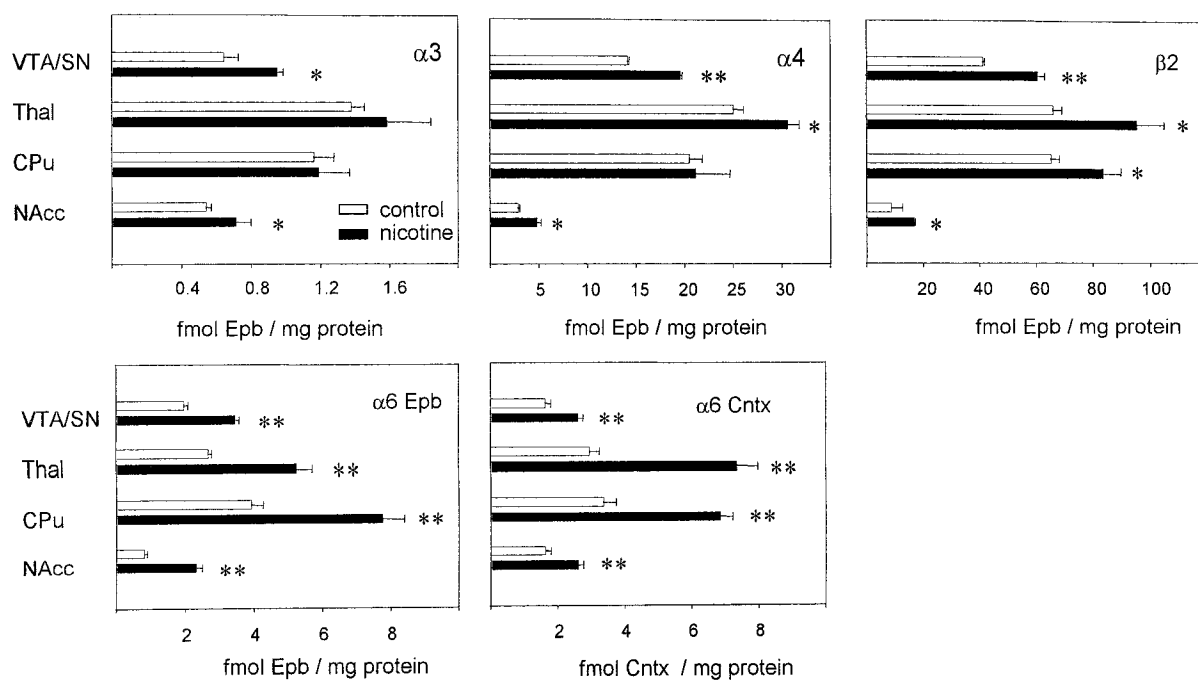 α3
α4
β2
VTA/SN
*
**
**
Thal
*
*
CPu
*
NAcc
control
nicotine
*
*
*
0.4 0.8 1.2 1.6
5 10 15 20 25 30
20 40 60 80 100
fmol Epb / mg protein
fmol Epb / mg protein
fmol Epb / mg protein
α6 Epb
α6 Cntx
VTA/SN
**
**
Thal
**
**
CPu
**
**
NAcc
**
**
2 4 6 8
2 4 6 8
fmol Epb / mg protein
fmol Cntx / mg protein